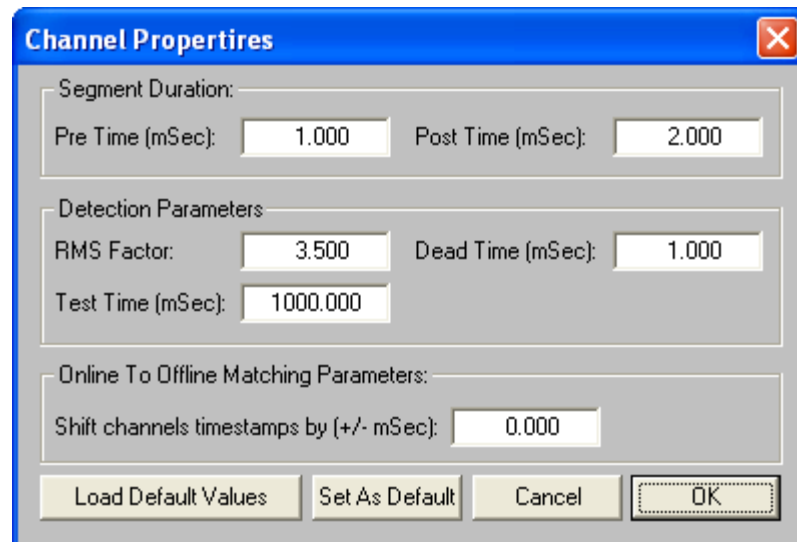 Channel Propertires
Segment Duration:
Pre Time (mSec): 1.000 Post Time (mSec): 2.000
Detection Parameters
RMS Factor: 3.500 Dead Time (mSec): 1.000
Test Time (mSec): 1000.000
Online To Offline Matching Parameters:
Shift channels timestamps by (+/- mSec): 0.000
Load Default Values Set As Default Cancel OK